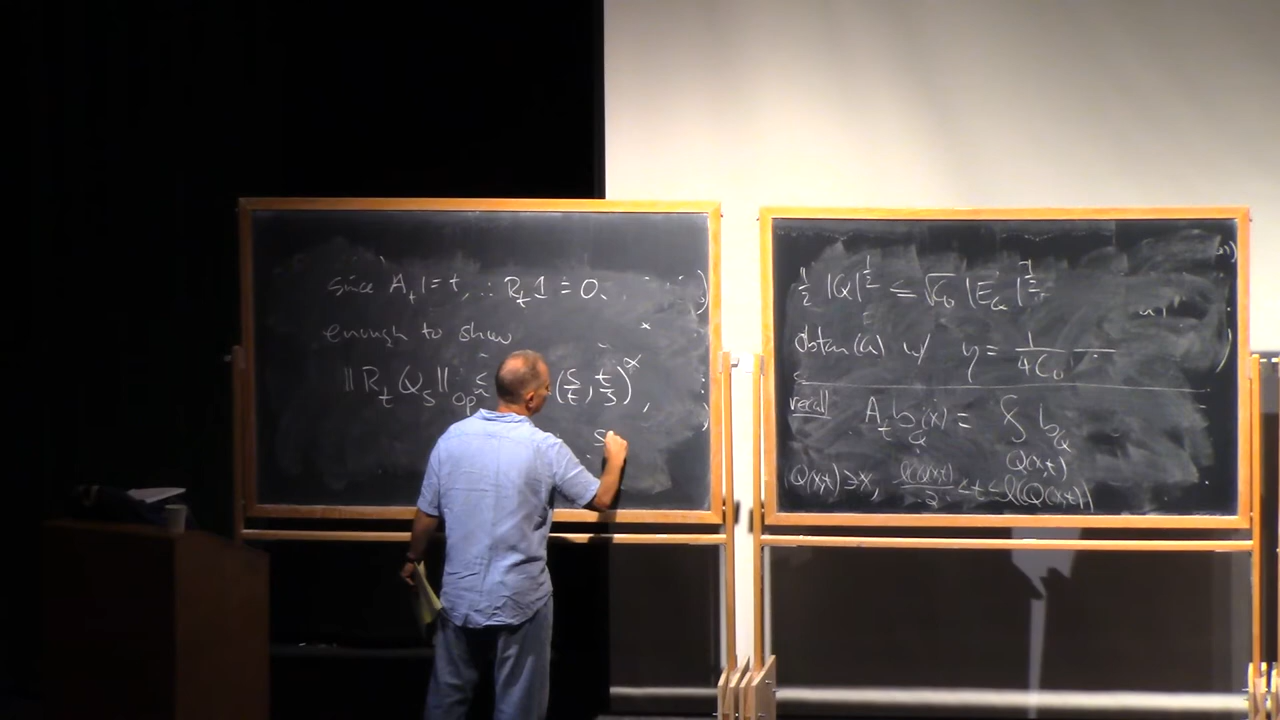 since A_t 1 = t, ∴ R_t 1 = 0.
enough to show
‖R_t Q_s‖_op ≲ (s/t, t/s)^α,
s
1/2 |Q|^{1/2} ≤ √C_0 |E_Q|^{1/2}
obtain (a) w/ η = 1/(4C_0)
recall A_t b_Q(x) = ⨍_{Q(x,t)} b_Q
Q(x,t) ∋ x, ℓ(Q(x,t))/2 < t ≤ ℓ(Q(x,t))